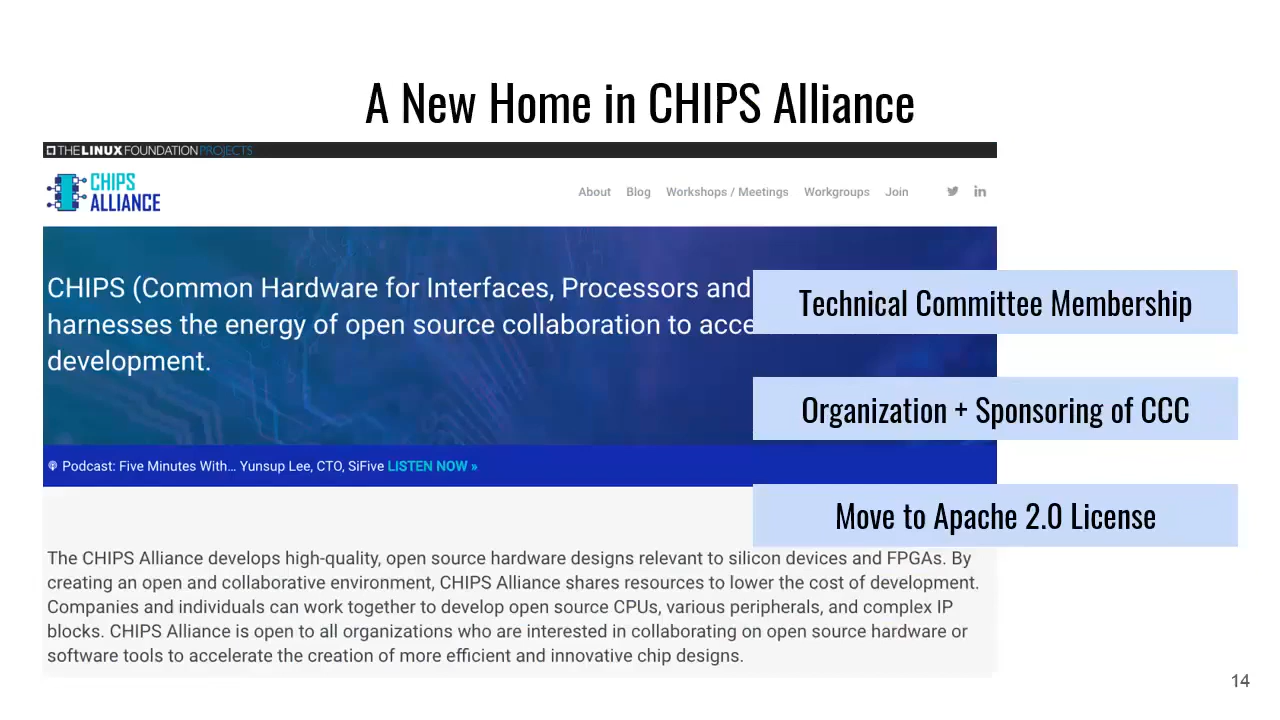 A New Home in CHIPS Alliance
THE LINUX FOUNDATION PROJECTS
CHIPS
ALLIANCE
About Blog Workshops / Meetings Workgroups Join
CHIPS (Common Hardware for Interfaces, Processors and
harnesses the energy of open source collaboration to acce
development.
Technical Committee Membership
Organization + Sponsoring of CCC
Podcast: Five Minutes With... Yunsup Lee, CTO, SiFive LISTEN NOW »
Move to Apache 2.0 License
The CHIPS Alliance develops high-quality, open source hardware designs relevant to silicon devices and FPGAs. By
creating an open and collaborative environment, CHIPS Alliance shares resources to lower the cost of development.
Companies and individuals can work together to develop open source CPUs, various peripherals, and complex IP
blocks. CHIPS Alliance is open to all organizations who are interested in collaborating on open source hardware or
software tools to accelerate the creation of more efficient and innovative chip designs.
14